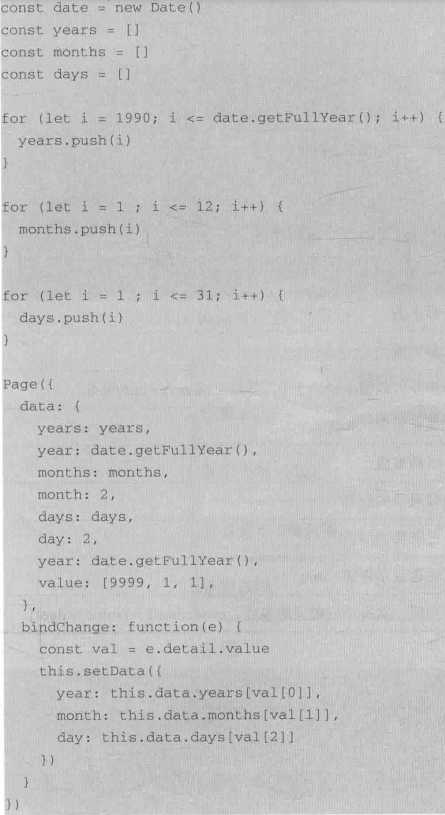 const date = new Date()
const years = []
const months = []
const days = []
for (let i = 1990; i <= date.getFullYear(); i++) {
  years.push(i)
}
for (let i = 1 ; i <= 12; i++) {
  months.push(i)
}
for (let i = 1 ; i <= 31; i++) {
  days.push(i)
}
Page({
  data: {
    years: years,
    year: date.getFullYear(),
    months: months,
    month: 2,
    days: days,
    day: 2,
    year: date.getFullYear(),
    value: [9999, 1, 1],
  },
  bindChange: function(e) {
    const val = e.detail.value
    this.setData({
      year: this.data.years[val[0]],
      month: this.data.months[val[1]],
      day: this.data.days[val[2]]
    })
  }
})